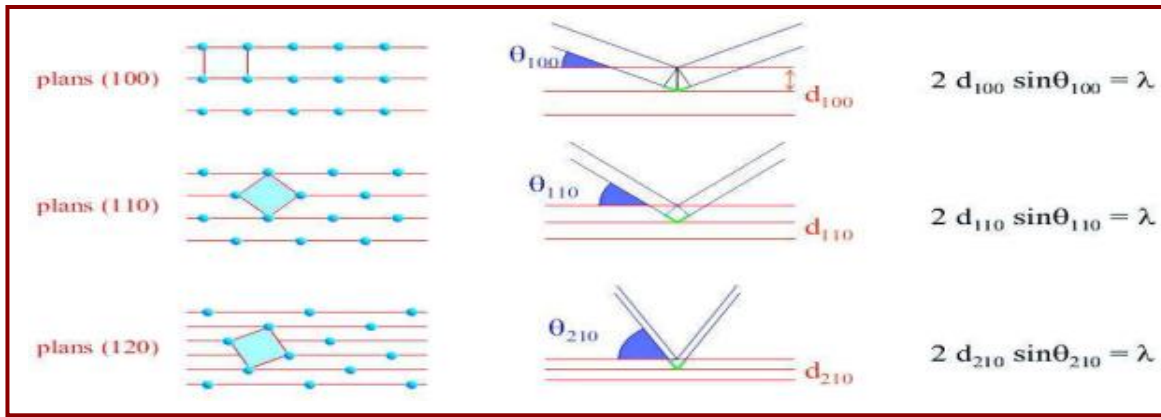 plans (100)
θ₁₀₀
d₁₀₀
2 d₁₀₀ sinθ₁₀₀ = λ
plans (110)
θ₁₁₀
d₁₁₀
2 d₁₁₀ sinθ₁₁₀ = λ
plans (120)
θ₂₁₀
d₂₁₀
2 d₂₁₀ sinθ₂₁₀ = λ